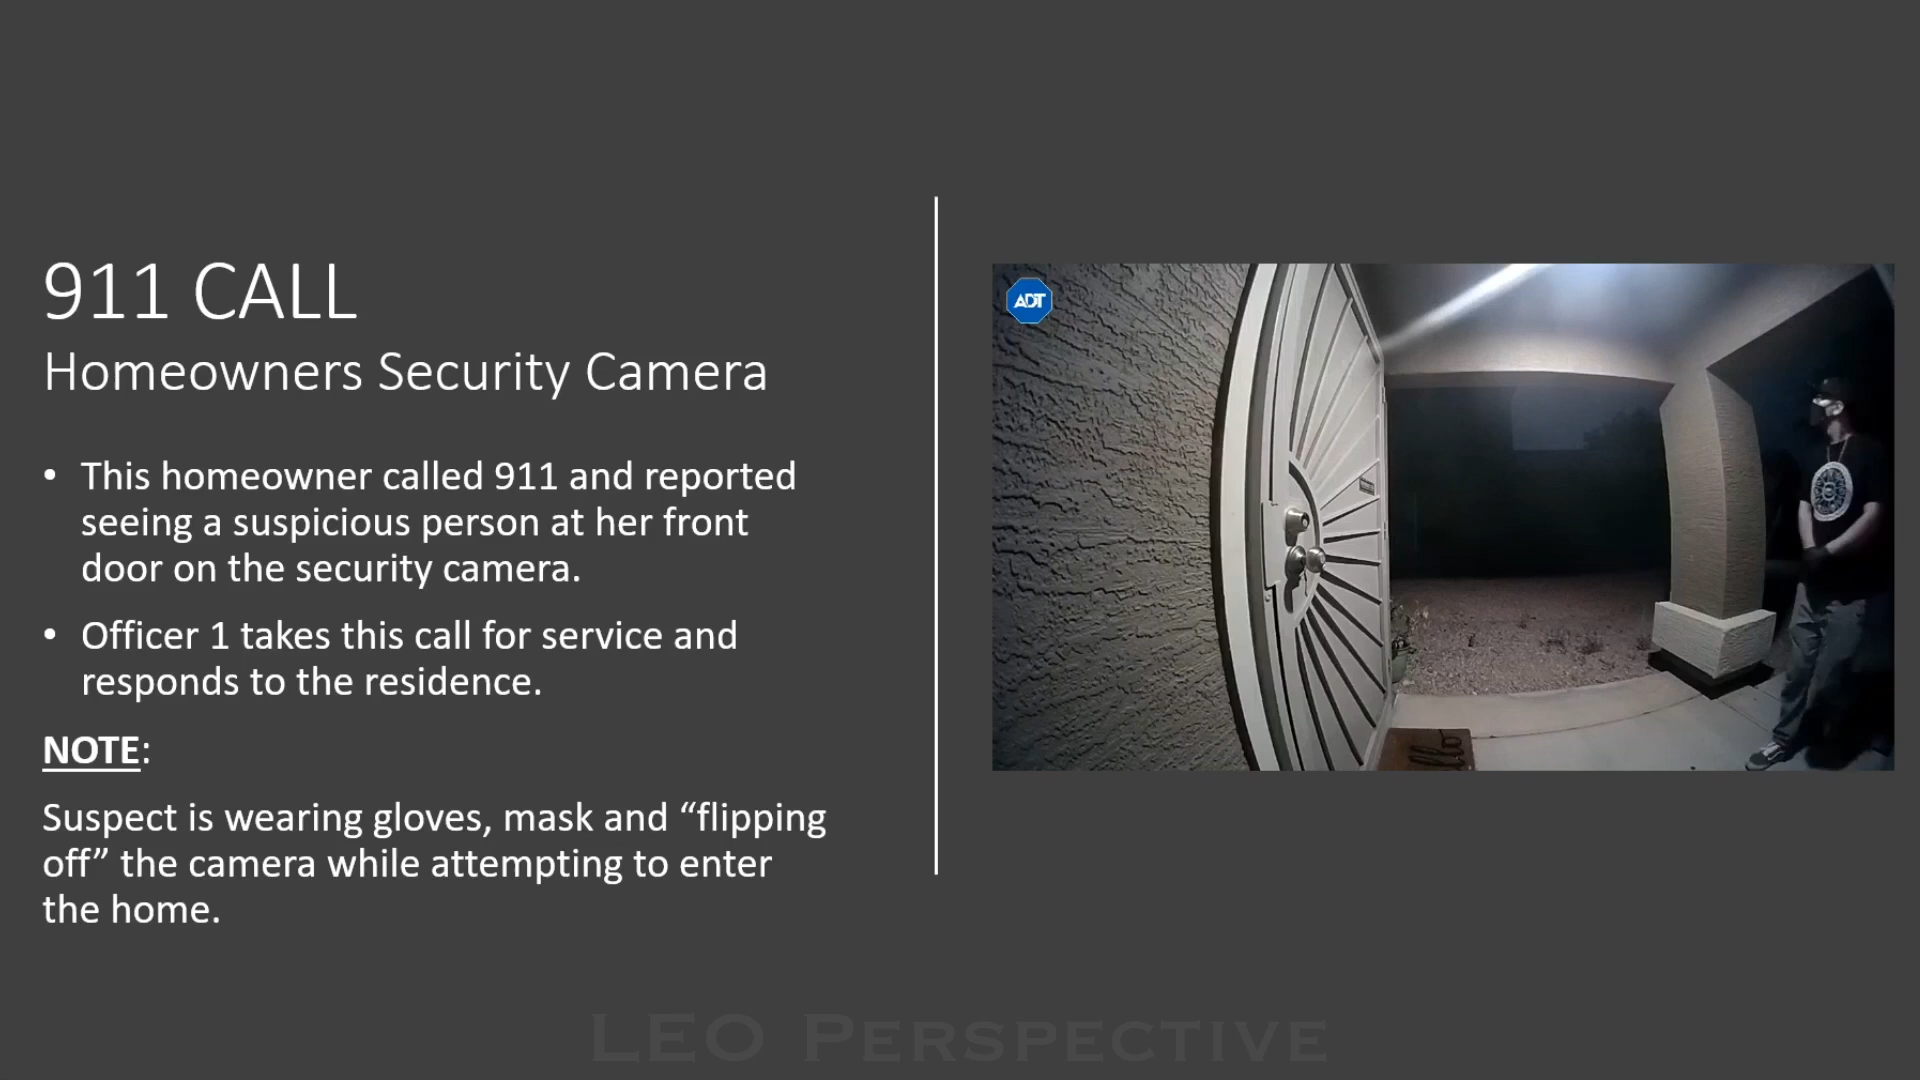 911 CALL
Homeowners Security Camera
• This homeowner called 911 and reported
seeing a suspicious person at her front
door on the security camera.
• Officer 1 takes this call for service and
responds to the residence.
NOTE:
Suspect is wearing gloves, mask and “flipping
off” the camera while attempting to enter
the home.
ADT
llo
LEO PERSPECTIVE